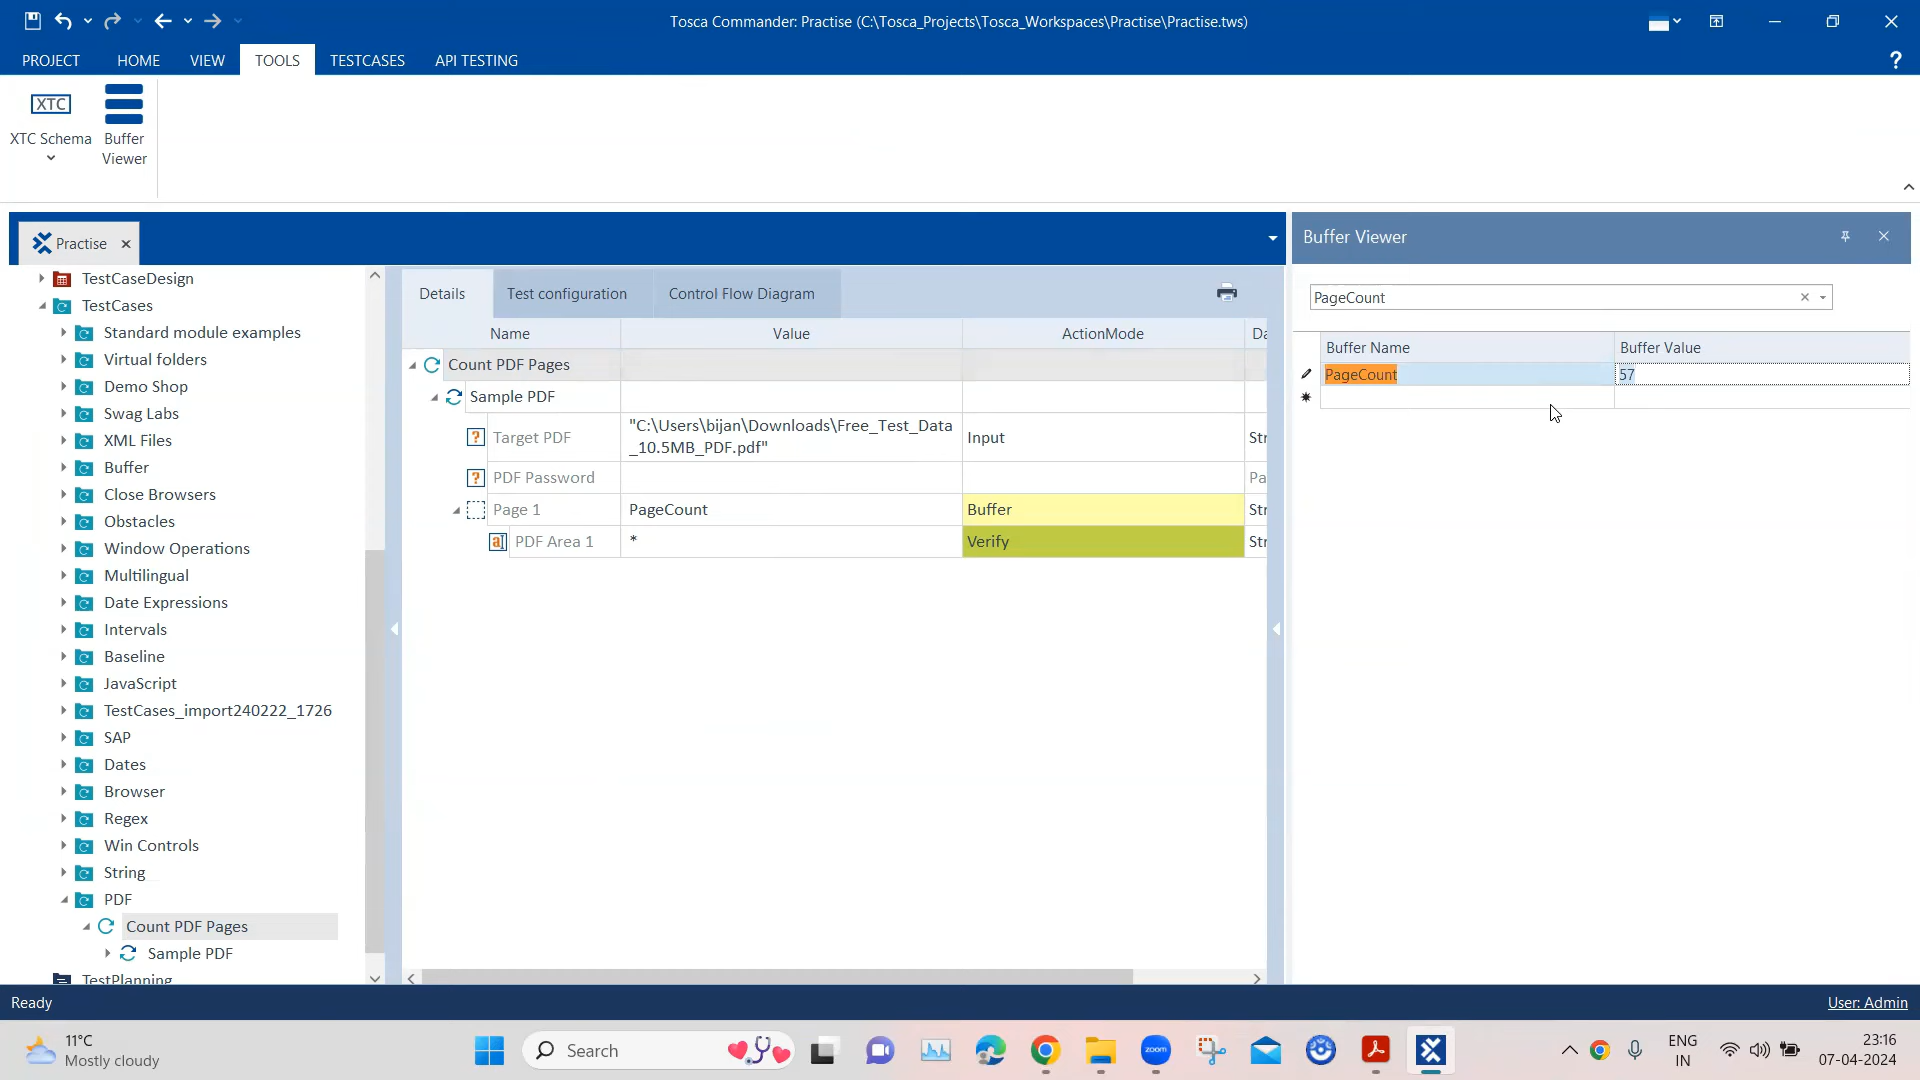 Tosca Commander: Practise (C:\Tosca_Projects\Tosca_Workspaces\Practise\Practise.tws)
PROJECT HOME VIEW TOOLS TESTCASES API TESTING ?
XTC
XTC Schema
Buffer
Viewer
Practise
TestCaseDesign
TestCases
Standard module examples
Virtual folders
Demo Shop
Swag Labs
XML Files
Buffer
Close Browsers
Obstacles
Window Operations
Multilingual
Date Expressions
Intervals
Baseline
JavaScript
TestCases_import240222_1726
SAP
Dates
Browser
Regex
Win Controls
String
PDF
Count PDF Pages
Sample PDF
TestPlanning
Details Test configuration Control Flow Diagram
Name Value ActionMode Da
Count PDF Pages
Sample PDF
Target PDF "C:\Users\bijan\Downloads\Free_Test_Data
_10.5MB_PDF.pdf" Input Str
PDF Password Pa
Page 1 PageCount Buffer Str
PDF Area 1 * Verify Str
Buffer Viewer
PageCount
Buffer Name Buffer Value
PageCount 57
Ready User: Admin
11°C
Mostly cloudy
Search
zoom
ENG
IN
23:16
07-04-2024